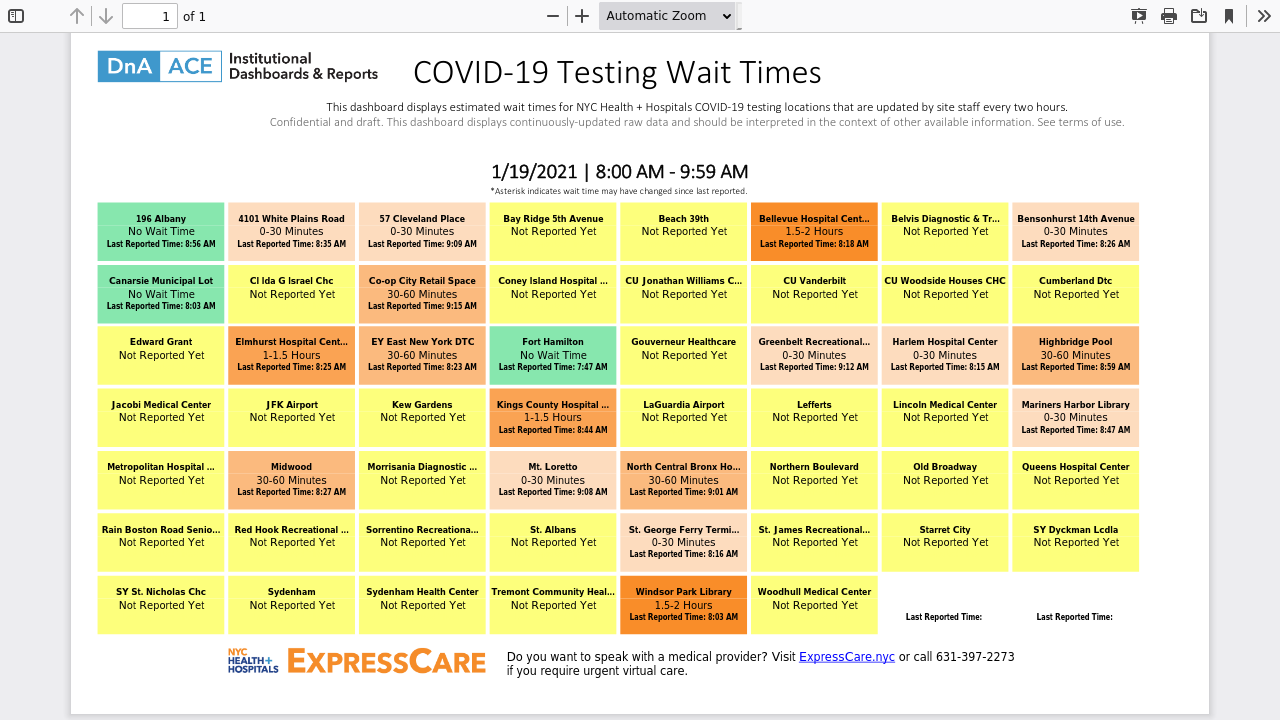 1 of 1 Automatic Zoom
DnA ACE Institutional
Dashboards & Reports
COVID-19 Testing Wait Times
This dashboard displays estimated wait times for NYC Health + Hospitals COVID-19 testing locations that are updated by site staff every two hours.
Confidential and draft. This dashboard displays continuously-updated raw data and should be interpreted in the context of other available information. See terms of use.
1/19/2021 | 8:00 AM - 9:59 AM
*Asterisk indicates wait time may have changed since last reported.
196 Albany
No Wait Time
Last Reported Time: 8:56 AM
4101 White Plains Road
0-30 Minutes
Last Reported Time: 8:35 AM
57 Cleveland Place
0-30 Minutes
Last Reported Time: 9:09 AM
Bay Ridge 5th Avenue
Not Reported Yet
Beach 39th
Not Reported Yet
Bellevue Hospital Cent...
1.5-2 Hours
Last Reported Time: 8:18 AM
Belvis Diagnostic & Tr...
Not Reported Yet
Bensonhurst 14th Avenue
0-30 Minutes
Last Reported Time: 8:26 AM
Canarsie Municipal Lot
No Wait Time
Last Reported Time: 8:03 AM
Cl Ida G Israel Chc
Not Reported Yet
Co-op City Retail Space
30-60 Minutes
Last Reported Time: 9:15 AM
Coney Island Hospital ...
Not Reported Yet
CU Jonathan Williams C...
Not Reported Yet
CU Vanderbilt
Not Reported Yet
CU Woodside Houses CHC
Not Reported Yet
Cumberland Dtc
Not Reported Yet
Edward Grant
Not Reported Yet
Elmhurst Hospital Cent...
1-1.5 Hours
Last Reported Time: 8:25 AM
EY East New York DTC
30-60 Minutes
Last Reported Time: 8:23 AM
Fort Hamilton
No Wait Time
Last Reported Time: 7:47 AM
Gouverneur Healthcare
Not Reported Yet
Greenbelt Recreational...
0-30 Minutes
Last Reported Time: 9:12 AM
Harlem Hospital Center
0-30 Minutes
Last Reported Time: 8:15 AM
Highbridge Pool
30-60 Minutes
Last Reported Time: 8:59 AM
Jacobi Medical Center
Not Reported Yet
JFK Airport
Not Reported Yet
Kew Gardens
Not Reported Yet
Kings County Hospital ...
1-1.5 Hours
Last Reported Time: 8:44 AM
LaGuardia Airport
Not Reported Yet
Lefferts
Not Reported Yet
Lincoln Medical Center
Not Reported Yet
Mariners Harbor Library
0-30 Minutes
Last Reported Time: 8:47 AM
Metropolitan Hospital ...
Not Reported Yet
Midwood
30-60 Minutes
Last Reported Time: 8:27 AM
Morrisania Diagnostic ...
Not Reported Yet
Mt. Loretto
0-30 Minutes
Last Reported Time: 9:08 AM
North Central Bronx Ho...
30-60 Minutes
Last Reported Time: 9:01 AM
Northern Boulevard
Not Reported Yet
Old Broadway
Not Reported Yet
Queens Hospital Center
Not Reported Yet
Rain Boston Road Senio...
Not Reported Yet
Red Hook Recreational ...
Not Reported Yet
Sorrentino Recreationa...
Not Reported Yet
St. Albans
Not Reported Yet
St. George Ferry Termi...
0-30 Minutes
Last Reported Time: 8:16 AM
St. James Recreational...
Not Reported Yet
Starret City
Not Reported Yet
SY Dyckman Lcdla
Not Reported Yet
SY St. Nicholas Chc
Not Reported Yet
Sydenham
Not Reported Yet
Sydenham Health Center
Not Reported Yet
Tremont Community Heal...
Not Reported Yet
Windsor Park Library
1.5-2 Hours
Last Reported Time: 8:03 AM
Woodhull Medical Center
Not Reported Yet
Last Reported Time:
Last Reported Time:
NYC
HEALTH+
HOSPITALS
EXPRESSCARE
Do you want to speak with a medical provider? Visit ExpressCare.nyc or call 631-397-2273
if you require urgent virtual care.